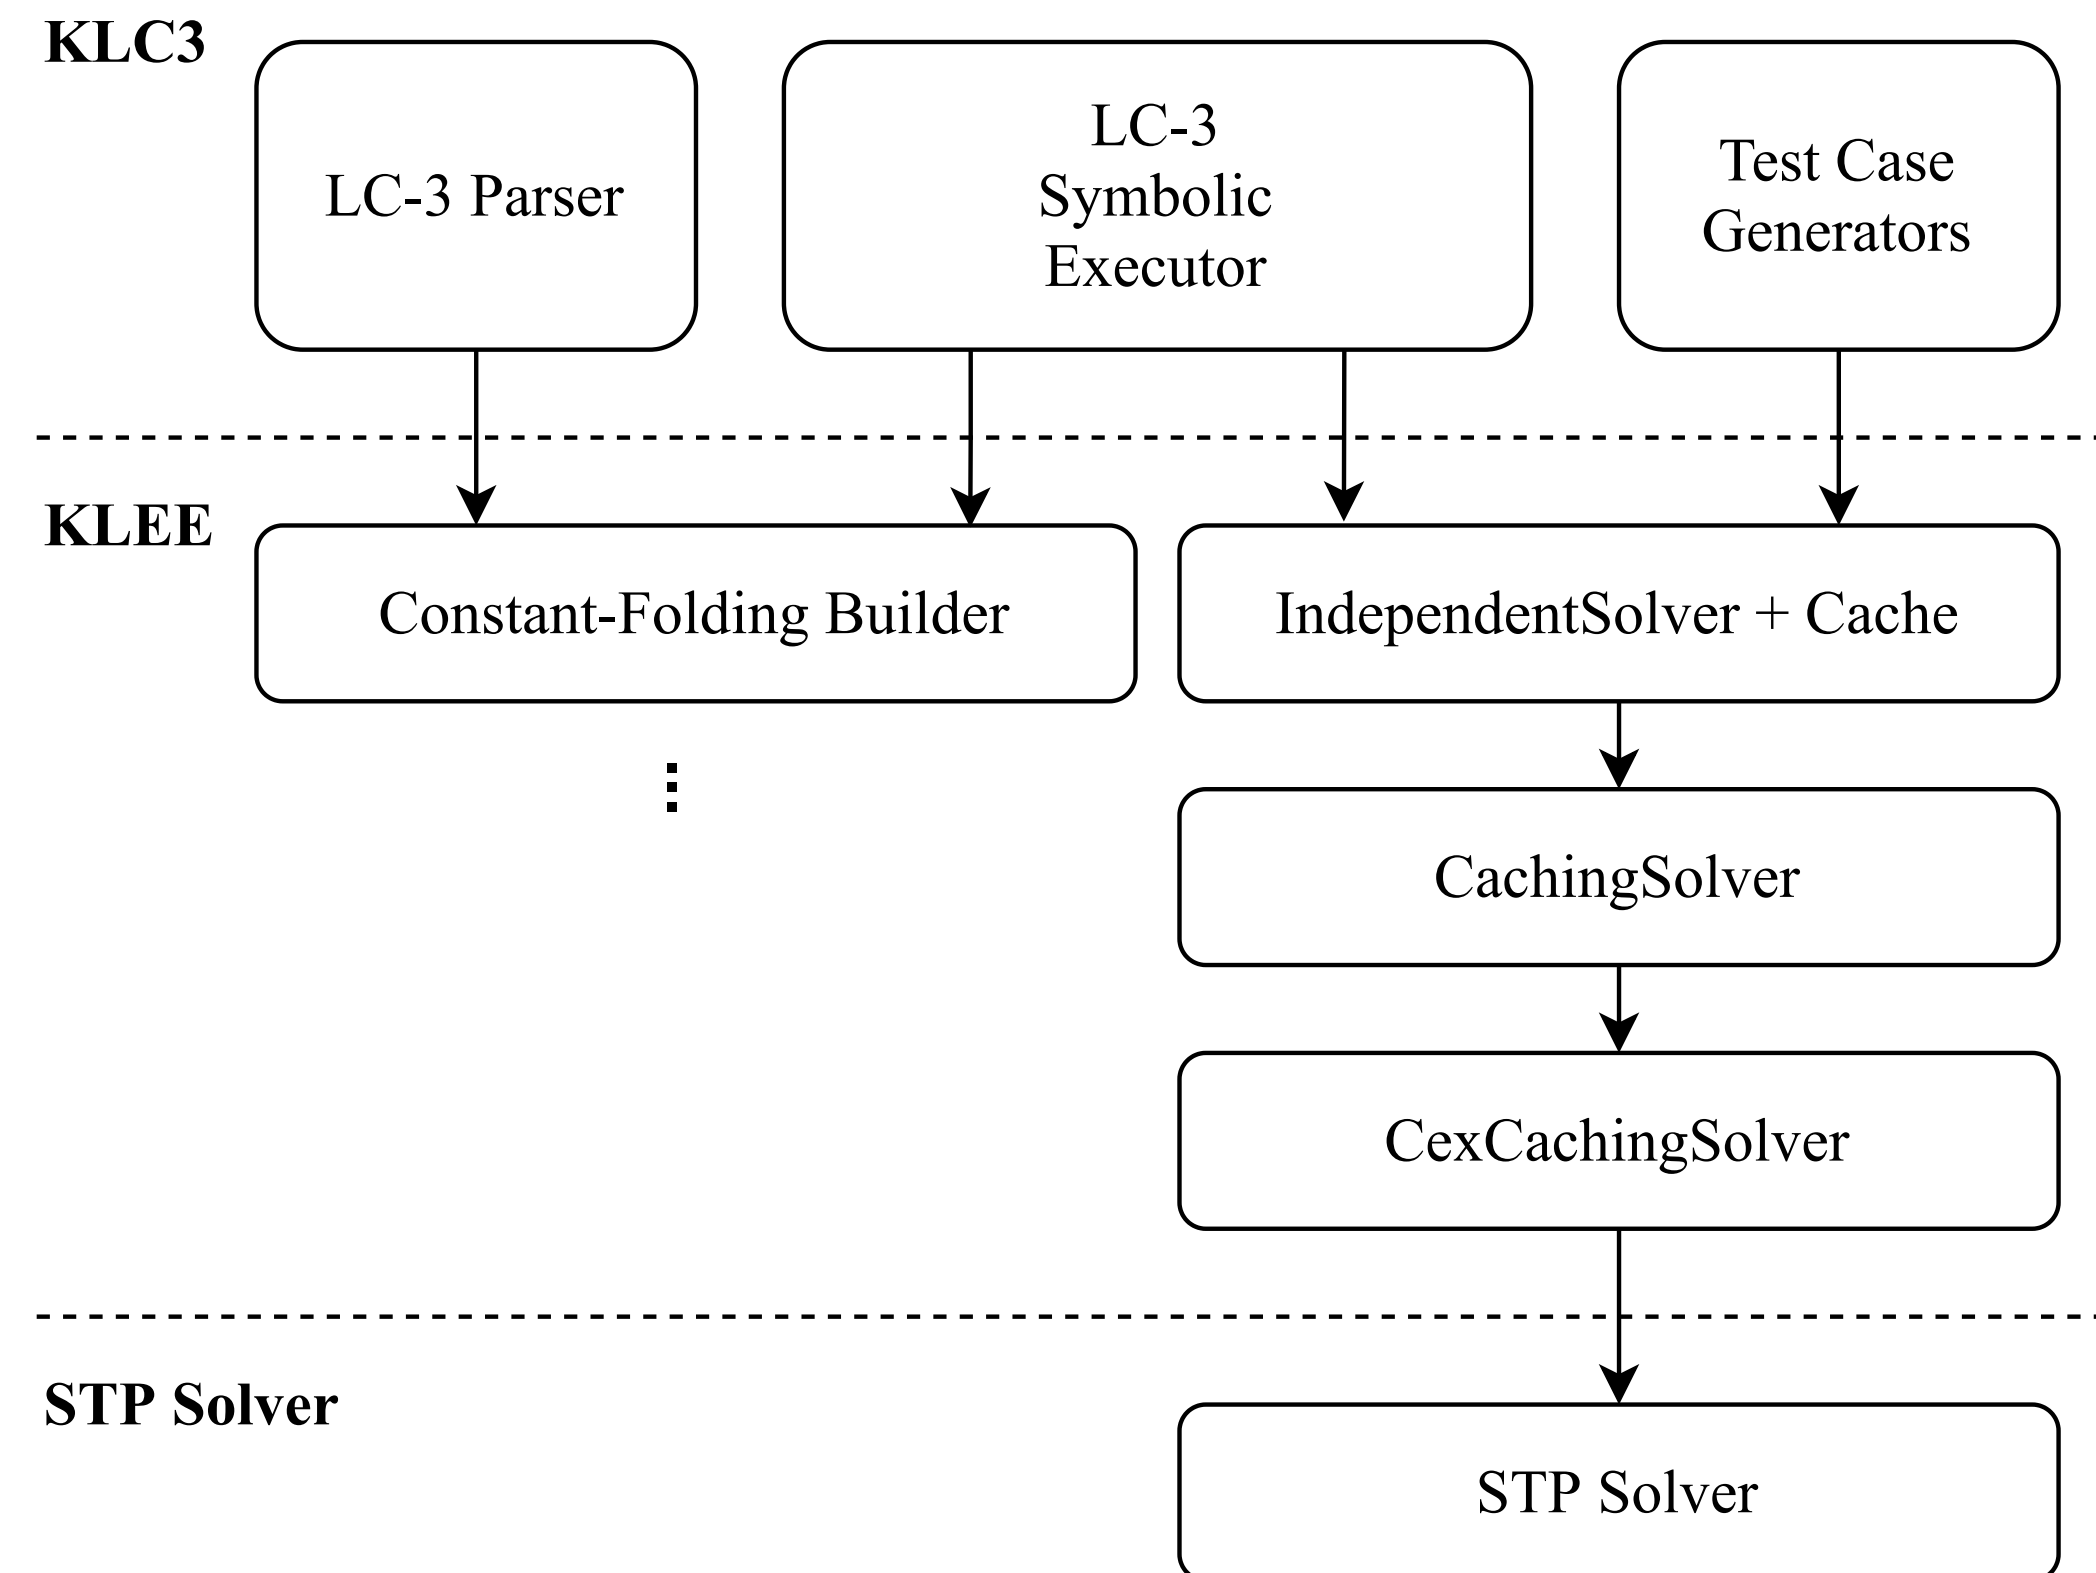 KLC3
LC-3 Parser
LC-3
Symbolic
Executor
Test Case
Generators
KLEE
Constant-Folding Builder
IndependentSolver + Cache
CachingSolver
CexCachingSolver
STP Solver
STP Solver